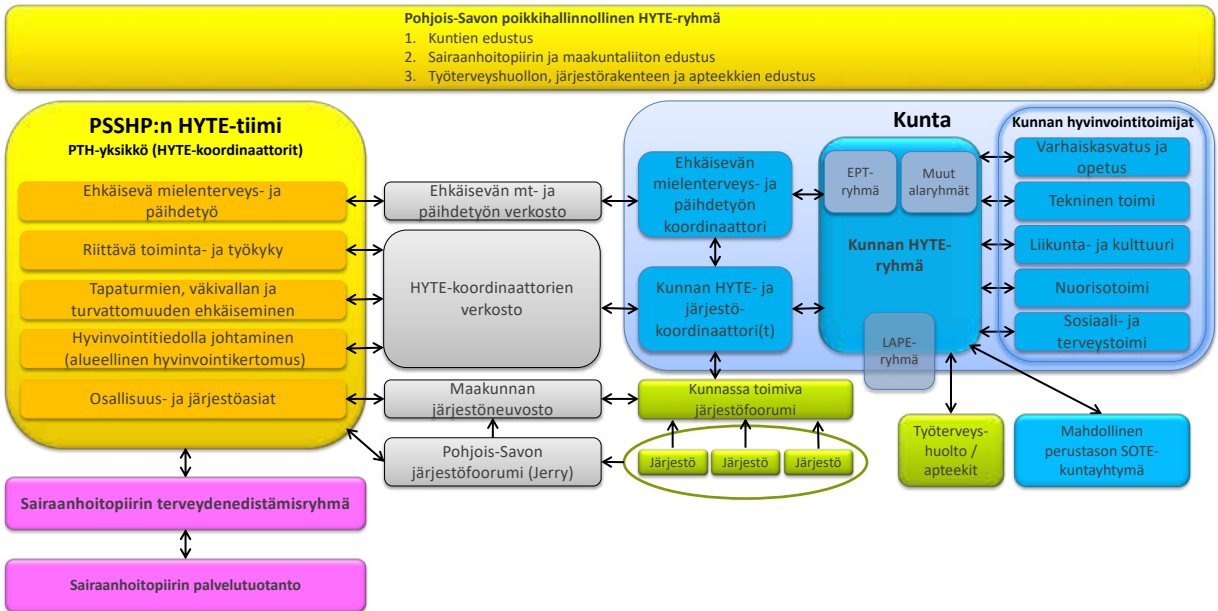 Pohjois-Savon poikkihallinnollinen HYTE-ryhmä
1. Kuntien edustus
2. Sairaanhoitopiirin ja maakuntaliiton edustus
3. Työterveyshuollon, järjestörakenteen ja apteekkien edustus
PSSHP:n HYTE-tiimi
PTH-yksikkö (HYTE-koordinaattorit)
Ehkäisevä mielenterveys- ja
päihdetyö
Riittävä toiminta- ja työkyky
Tapaturmien, väkivallan ja
turvattomuuden ehkäiseminen
Hyvinvointitiedolla johtaminen
(alueellinen hyvinvointikertomus)
Osallisuus- ja järjestöasiat
Ehkäisevän mt- ja
päihdetyön verkosto
HYTE-koordinaattorien
verkosto
Maakunnan
järjestöneuvosto
Pohjois-Savon
järjestöfoorumi (Jerry)
Kunta
Ehkäisevän
mielenterveys- ja
päihdetyön
koordinaattori
Kunnan HYTE- ja
järjestö-
koordinaattori(t)
EPT-
ryhmä
Muut
alaryhmät
Kunnan HYTE-
ryhmä
LAPE-
ryhmä
Kunnan hyvinvointitoimijat
Varhaiskasvatus ja
opetus
Tekninen toimi
Liikunta- ja kulttuuri
Nuorisotoimi
Sosiaali- ja
terveystoimi
Kunnassa toimiva
järjestöfoorumi
Järjestö
Järjestö
Järjestö
Työterveys-
huolto /
apteekit
Mahdollinen
perustason SOTE-
kuntayhtymä
Sairaanhoitopiirin terveydenedistämisryhmä
Sairaanhoitopiirin palvelutuotanto